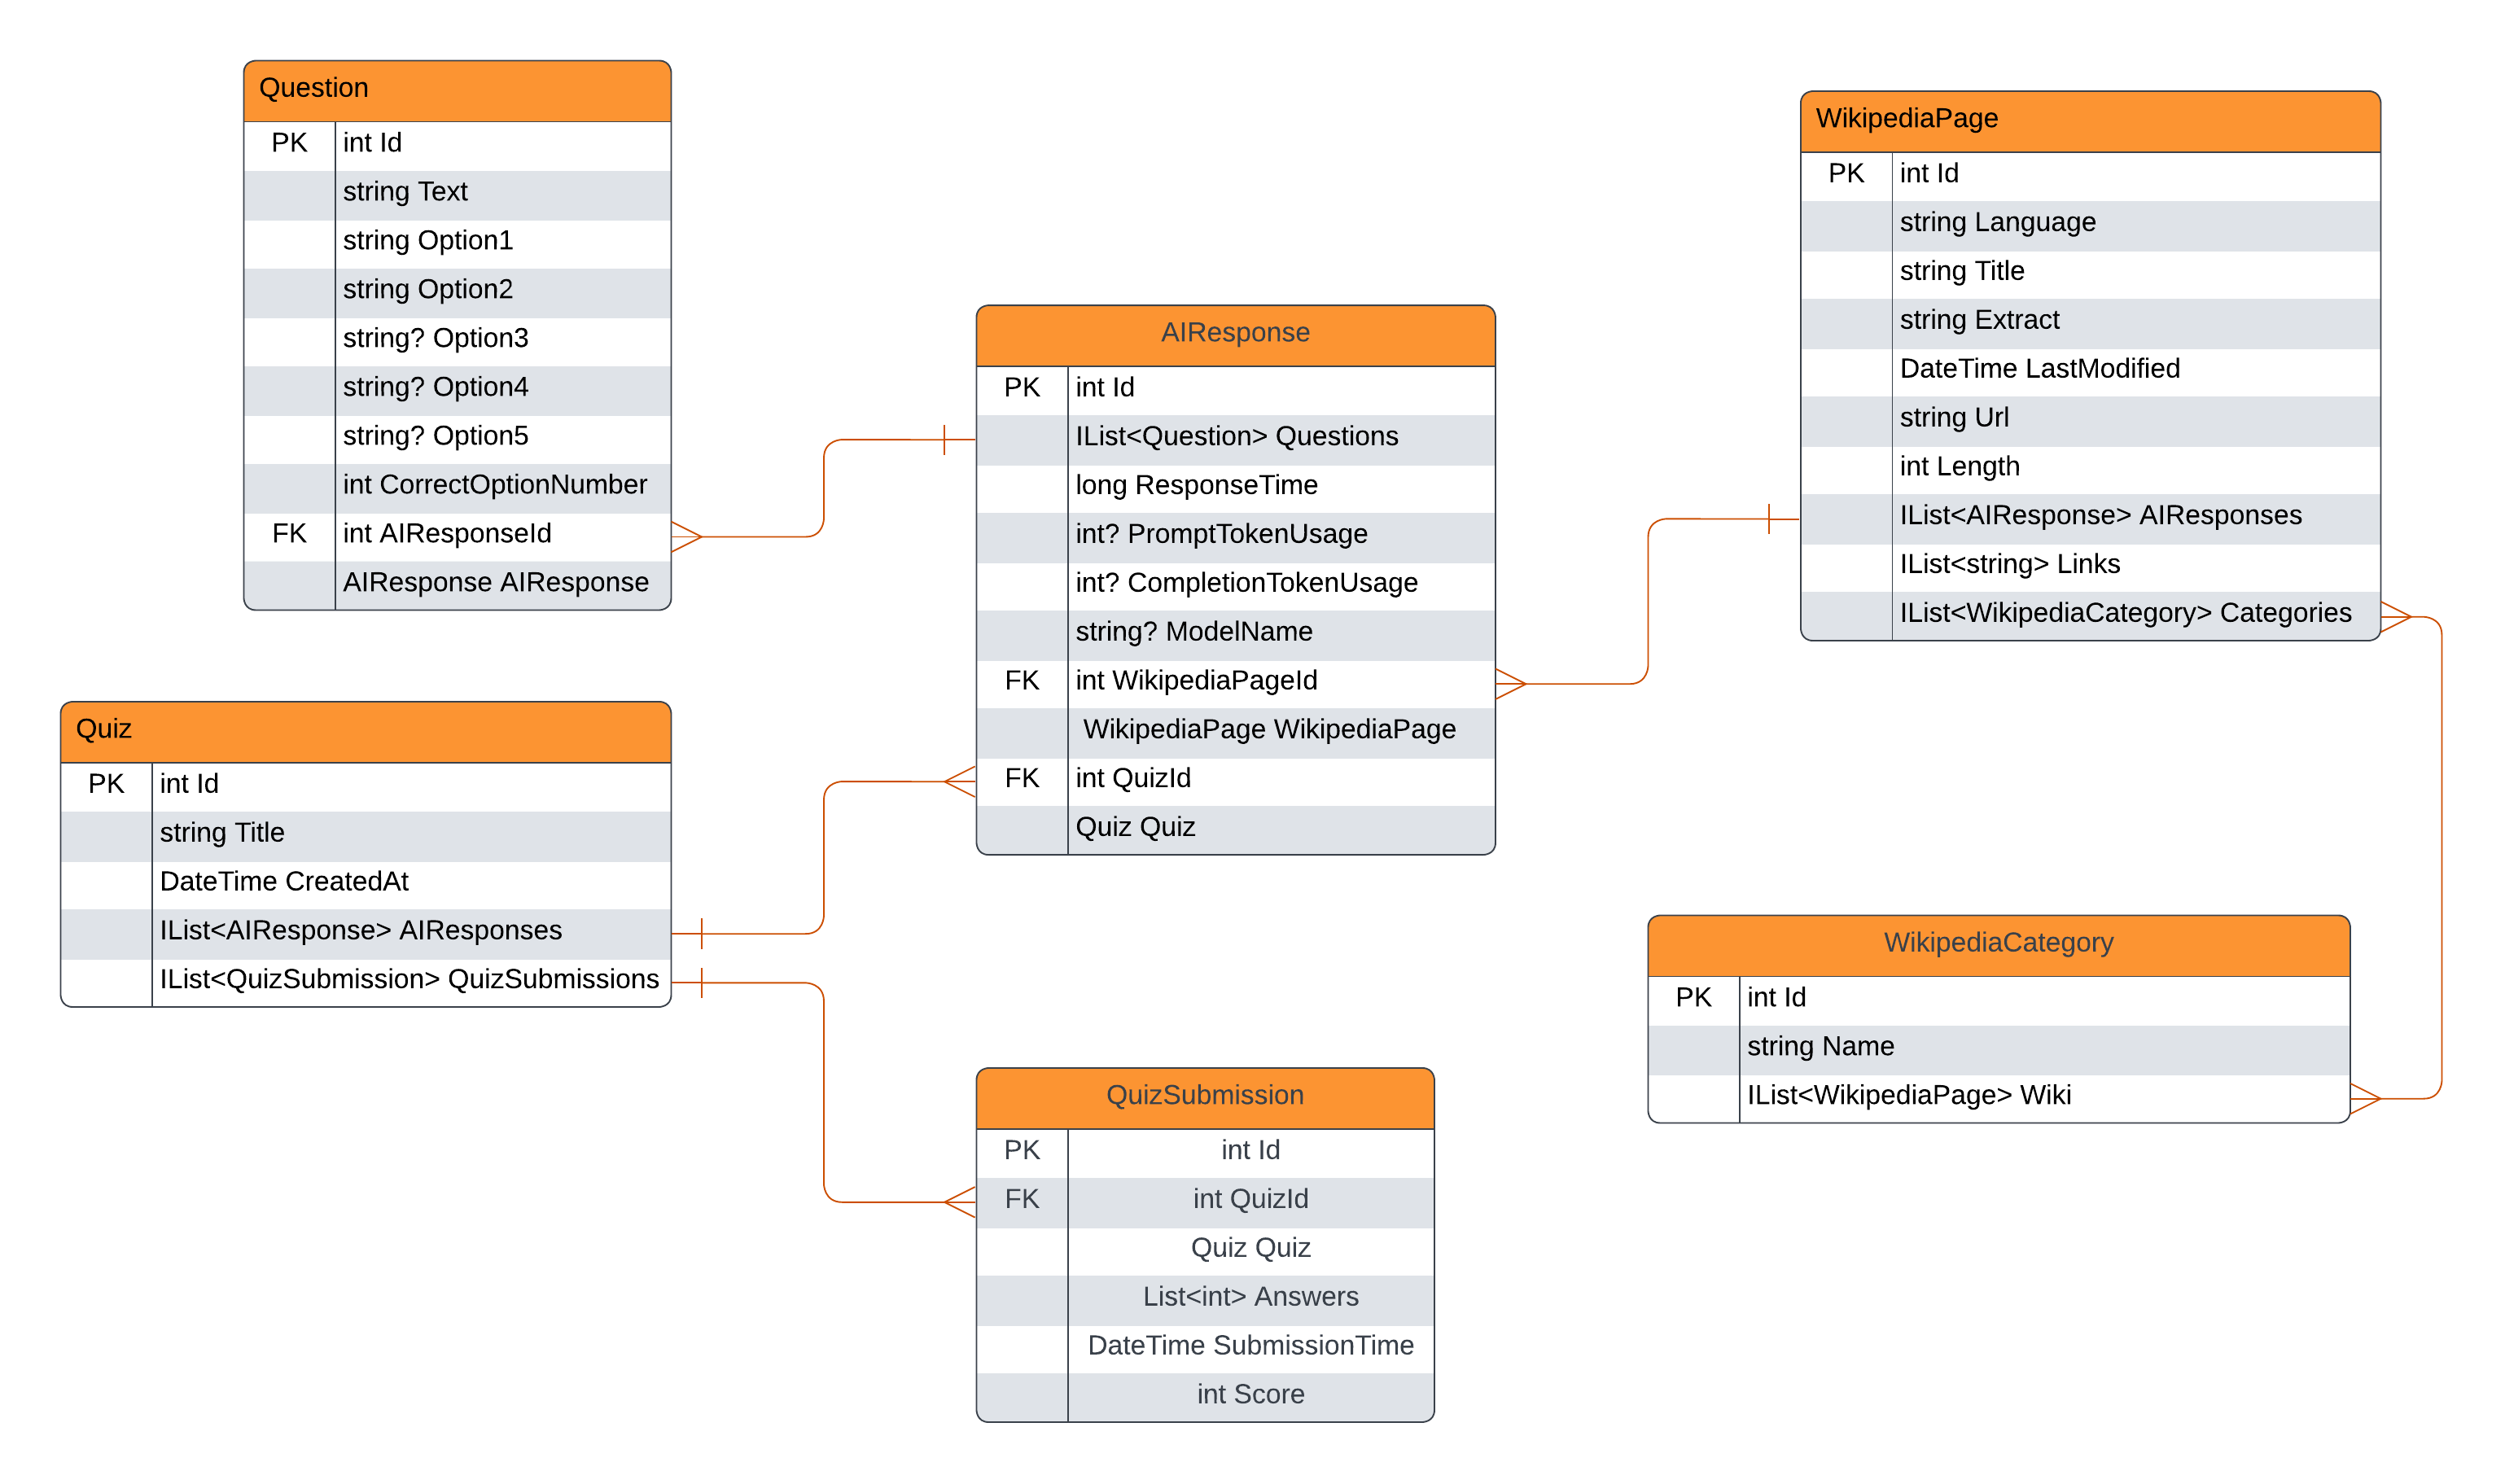 Question
PK int Id
string Text
string Option1
string Option2
string? Option3
string? Option4
string? Option5
int CorrectOptionNumber
FK int AIResponseId
AIResponse AIResponse
Quiz
PK int Id
string Title
DateTime CreatedAt
IList<AIResponse> AIResponses
IList<QuizSubmission> QuizSubmissions
AIResponse
PK int Id
IList<Question> Questions
long ResponseTime
int? PromptTokenUsage
int? CompletionTokenUsage
string? ModelName
FK int WikipediaPageId
WikipediaPage WikipediaPage
FK int QuizId
Quiz Quiz
QuizSubmission
PK int Id
FK int QuizId
Quiz Quiz
List<int> Answers
DateTime SubmissionTime
int Score
WikipediaPage
PK int Id
string Language
string Title
string Extract
DateTime LastModified
string Url
int Length
IList<AIResponse> AIResponses
IList<string> Links
IList<WikipediaCategory> Categories
WikipediaCategory
PK int Id
string Name
IList<WikipediaPage> Wiki